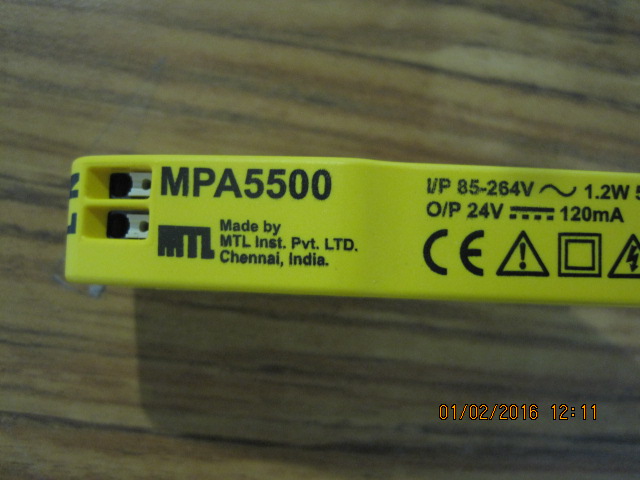 MPA5500
MTL
Made by
MTL Inst. Pvt. LTD.
Chennai, India.
I/P 85-264V ~ 1.2W 5
O/P 24V ⎓ 120mA
CE
L N
01/02/2016 12:11